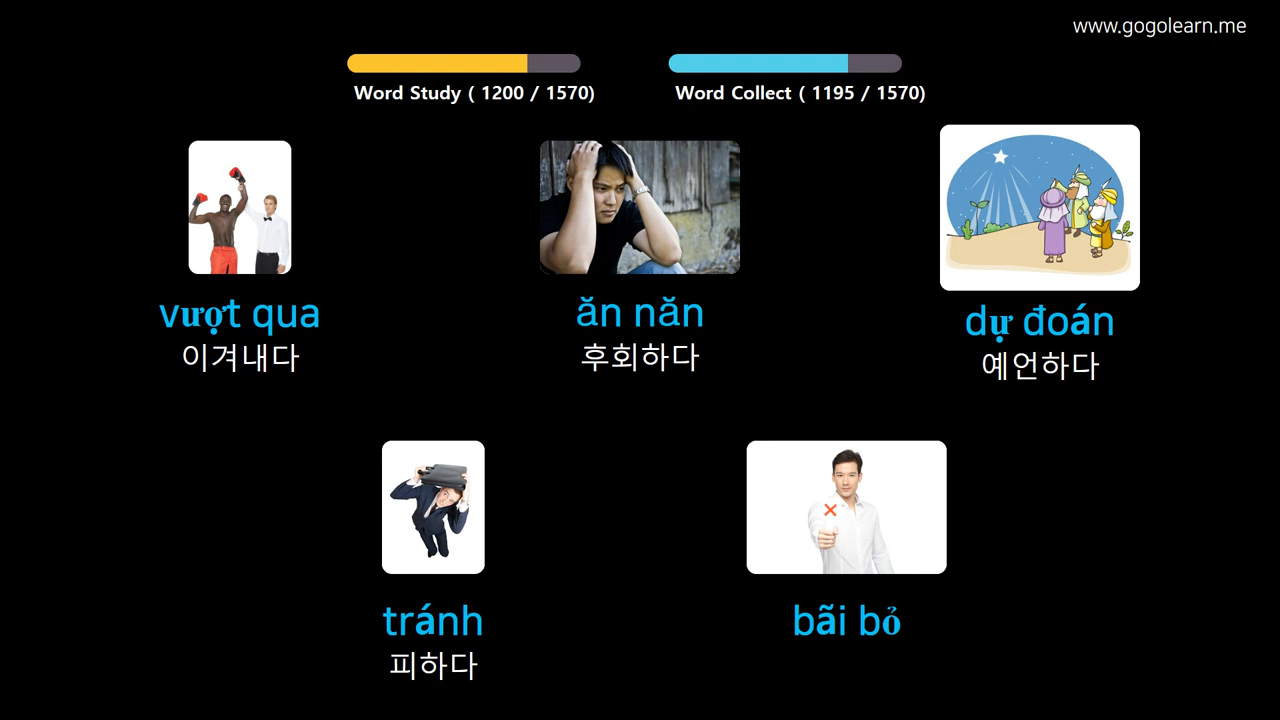 www.gogolearn.me
Word Study ( 1200 / 1570)
Word Collect ( 1195 / 1570)
vượt qua
이겨내다
ăn năn
후회하다
dự đoán
예언하다
tránh
피하다
bãi bỏ